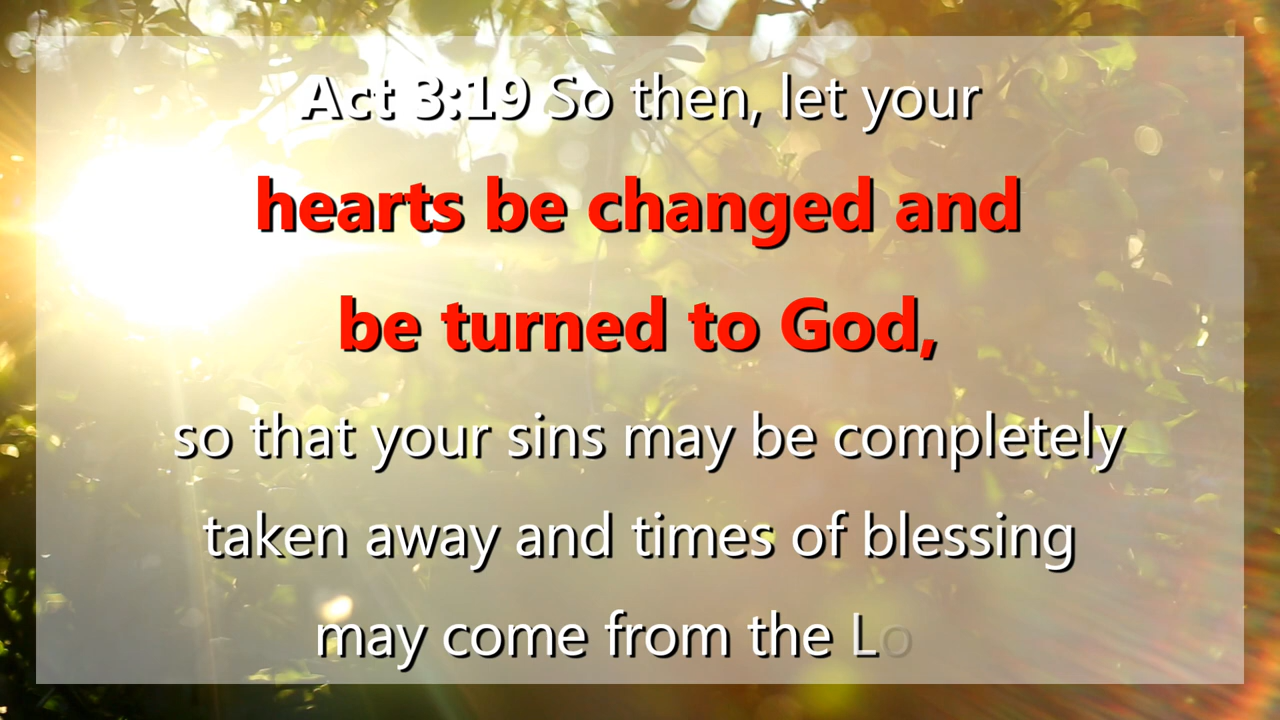 Act 3:19 So then, let your
hearts be changed and
be turned to God,
so that your sins may be completely
taken away and times of blessing
may come from the Lo